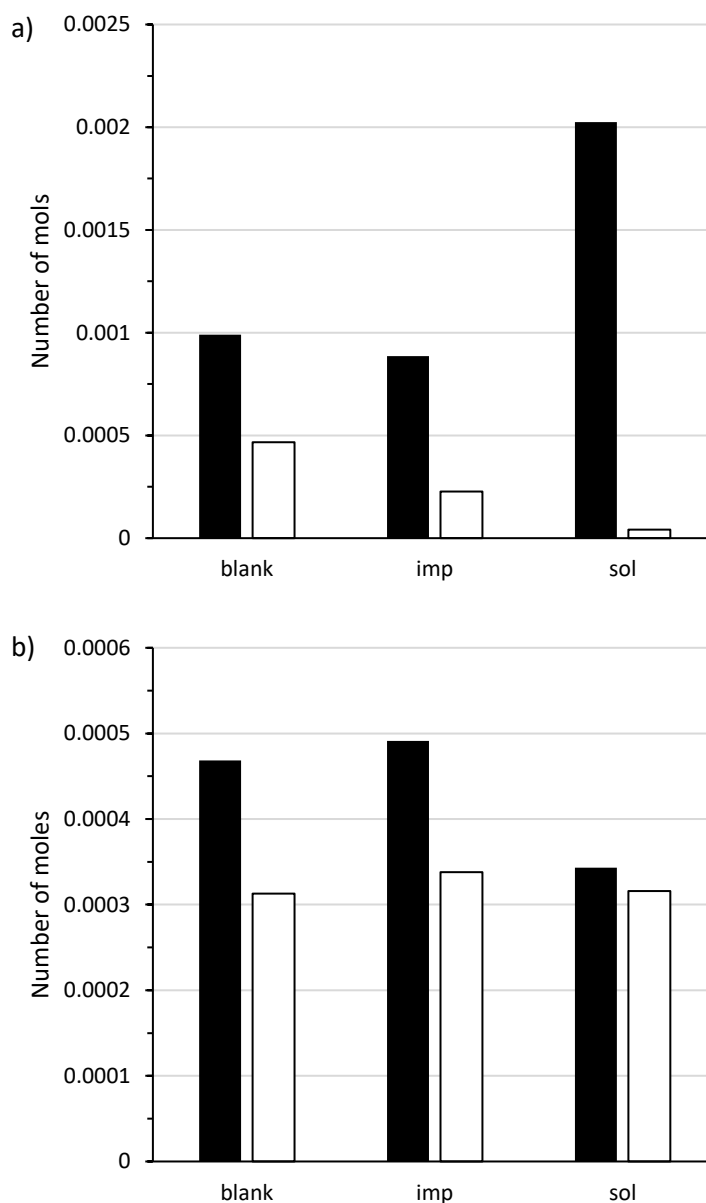 a)
Number of mols
0.0025
0.002
0.0015
0.001
0.0005
0
blank imp sol
b)
Number of moles
0.0006
0.0005
0.0004
0.0003
0.0002
0.0001
0
blank imp sol